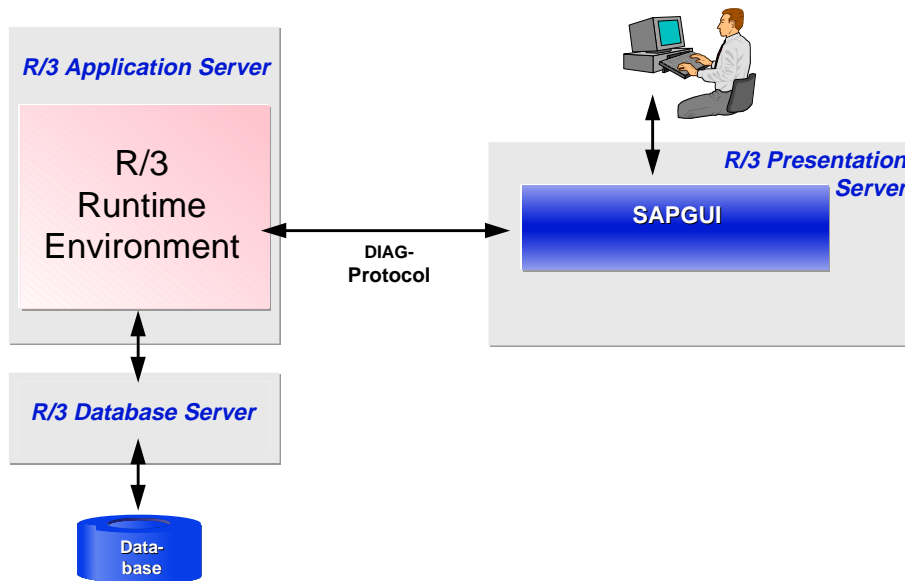 R/3 Application Server
R/3
Runtime
Environment
DIAG-
Protocol
R/3 Presentation
Server
SAPGUI
R/3 Database Server
Data-
base